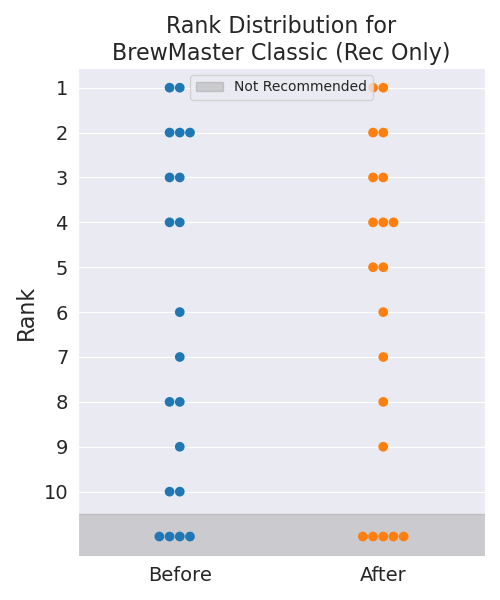 Rank Distribution for
BrewMaster Classic (Rec Only)
Not Recommended
Rank
1
2
3
4
5
6
7
8
9
10
Before
After